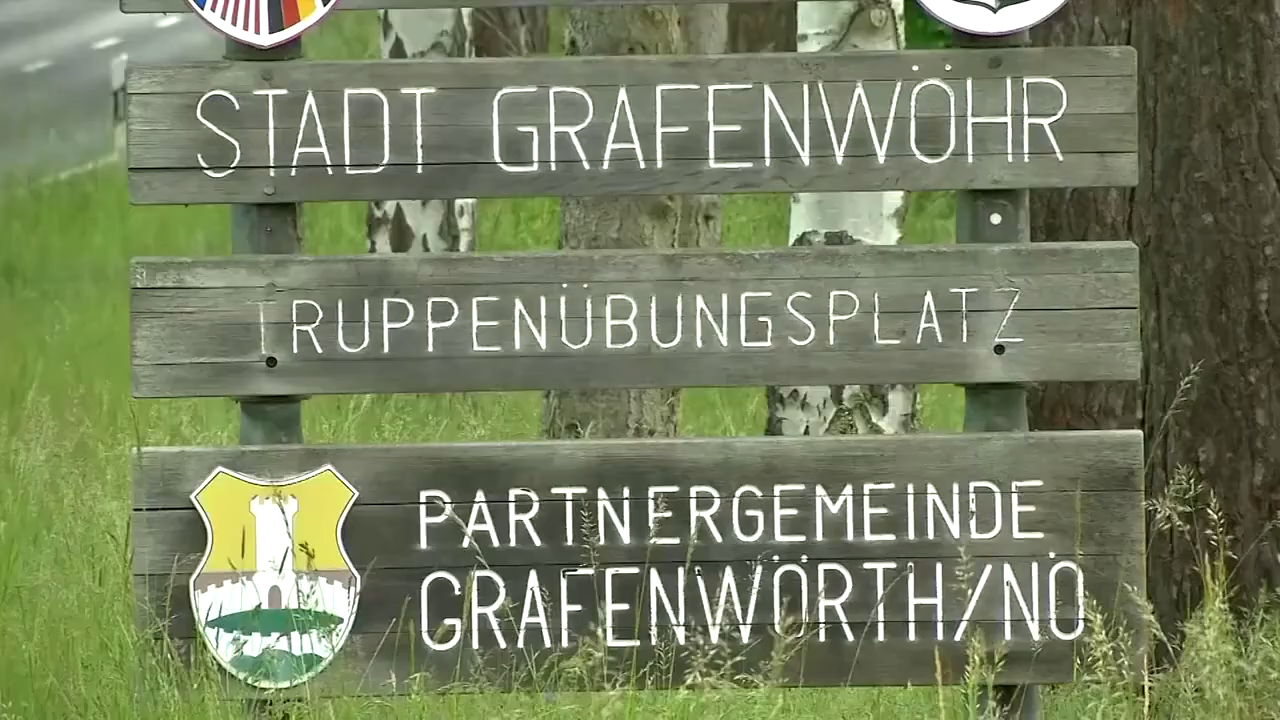 STADT GRAFENWÖHR
TRUPPENÜBUNGSPLATZ
PARTNERGEMEINDE
GRAFENWÖRTH/NÖ